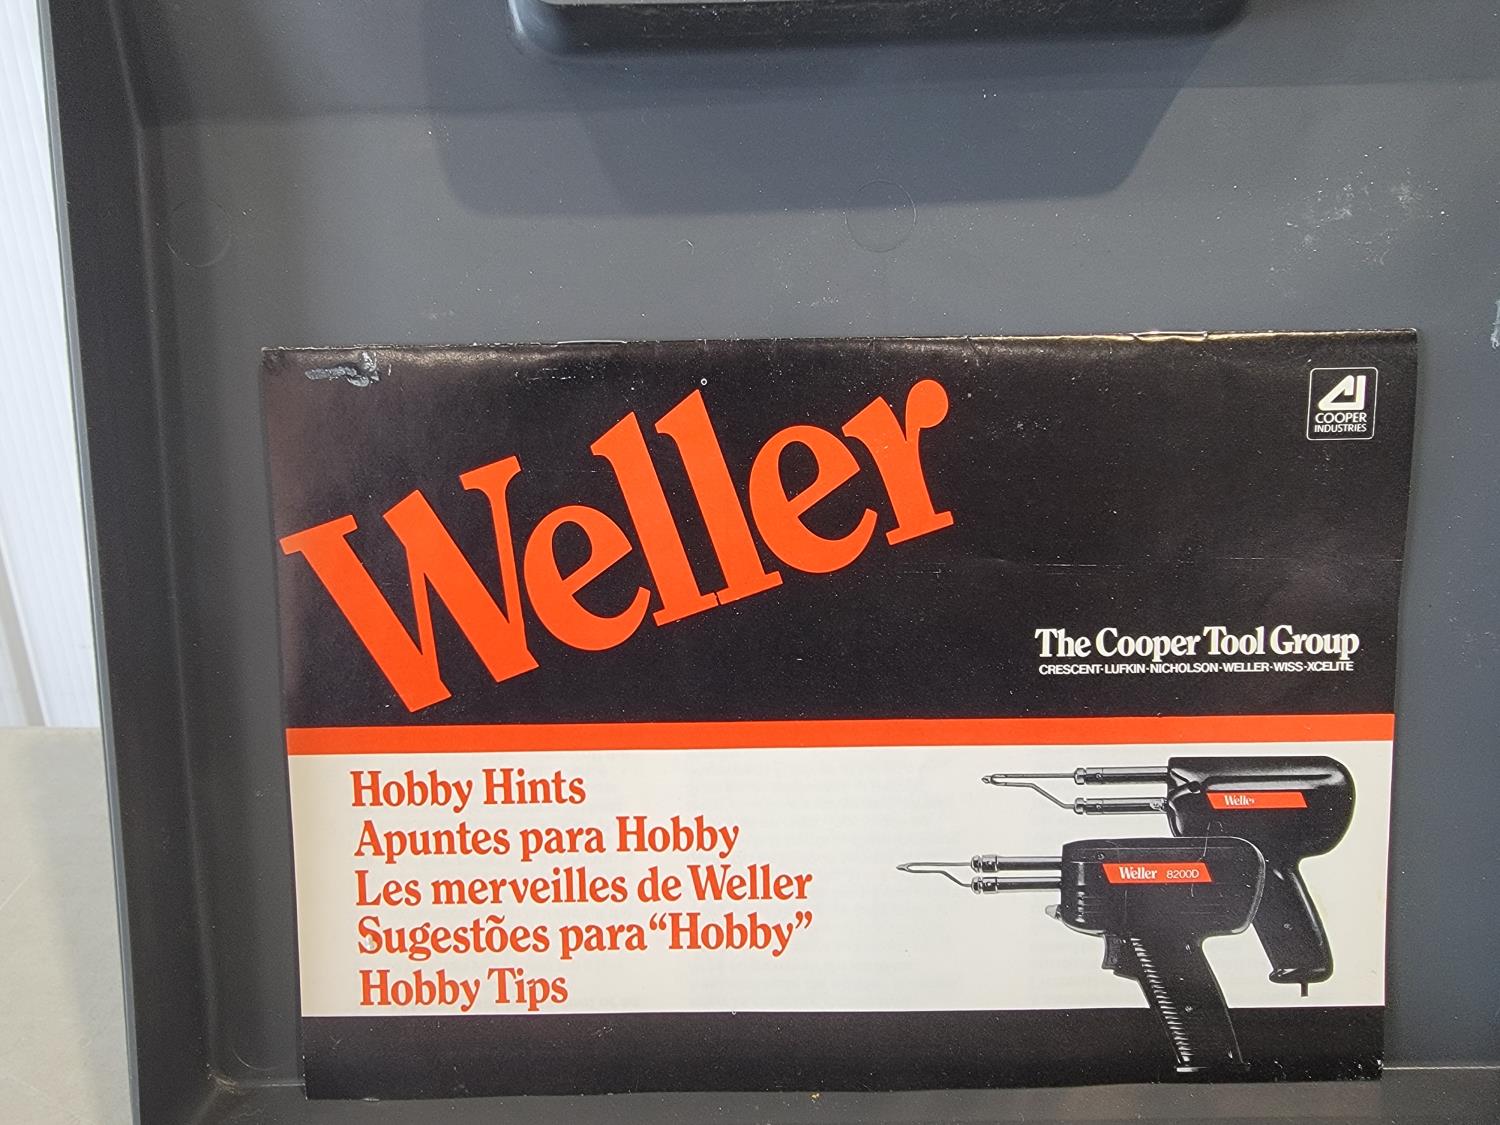 Weller
AI
COOPER
INDUSTRIES
The Cooper Tool Group
CRESCENT·LUFKIN·NICHOLSON·WELLER·WISS·XCELITE
Hobby Hints
Apuntes para Hobby
Les merveilles de Weller
Sugestões para “Hobby”
Hobby Tips
Weller
Weller 8200D